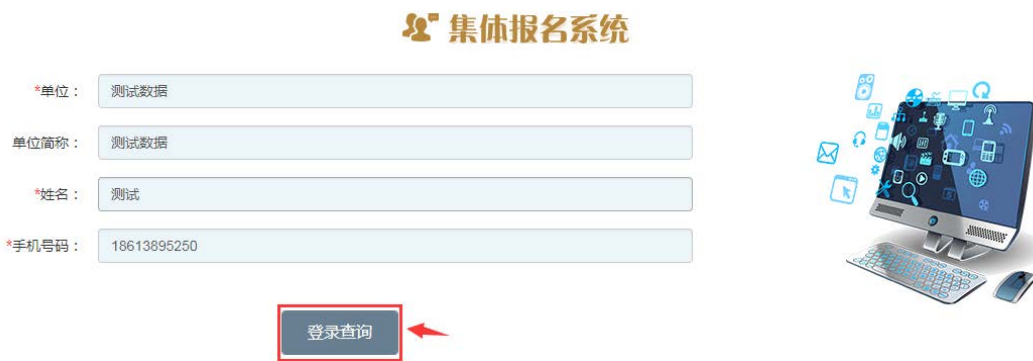 集体报名系统
*单位： 测试数据
单位简称： 测试数据
*姓名： 测试
*手机号码： 18613895250
登录查询